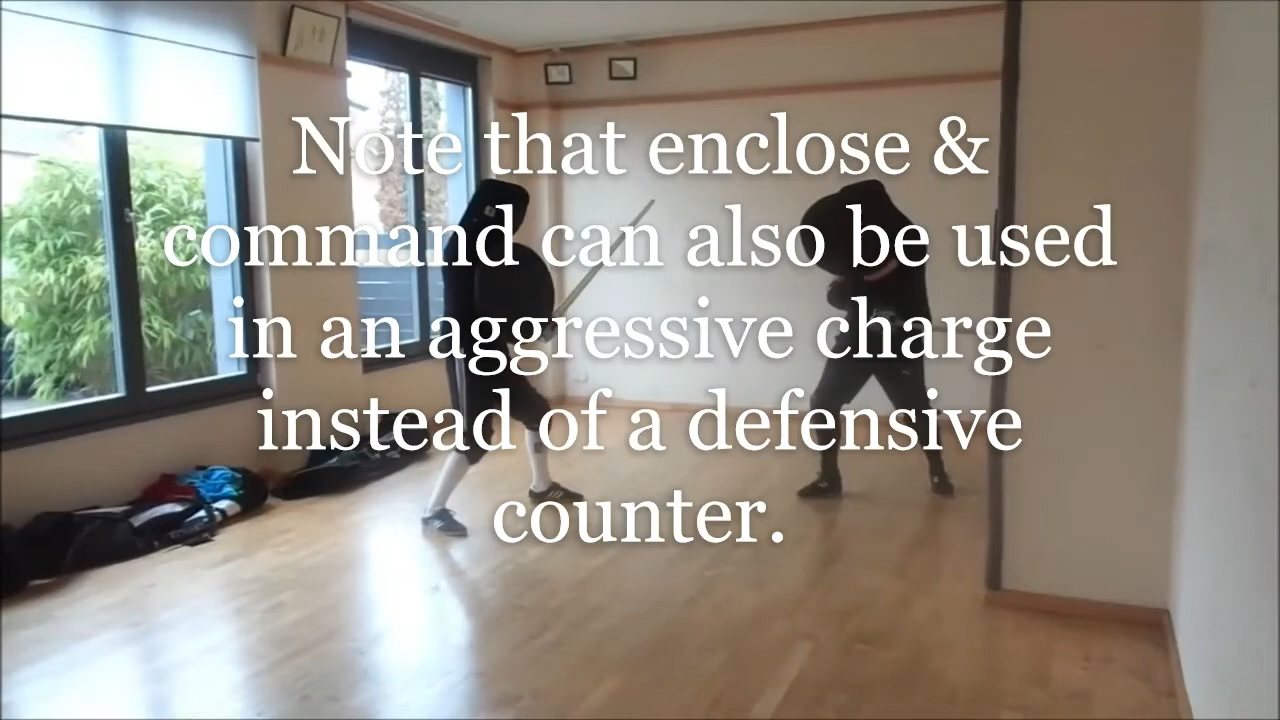 Note that enclose &
command can also be used
in an aggressive charge
instead of a defensive
counter.